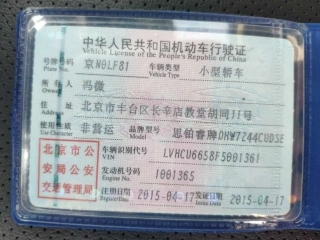 中华人民共和国机动车行驶证
Vehicle License of the People's Republic of China
号牌号码 京N0LF81 车辆类型 小型轿车
Plate No. Vehicle Type
所有人 冯微
Owner
住址 北京市丰台区长辛店教堂胡同11号
Address
使用性质 非营运 品牌型号 思铂睿牌DHW7244CUDSE
Use Character Model
北京市公安局公安交通管理局
车辆识别代号 LVHCU6658F5001361
VIN
发动机号码 1001365
Engine No.
注册日期 2015-04-17 发证日期 2015-04-17
Register Date Issue Date